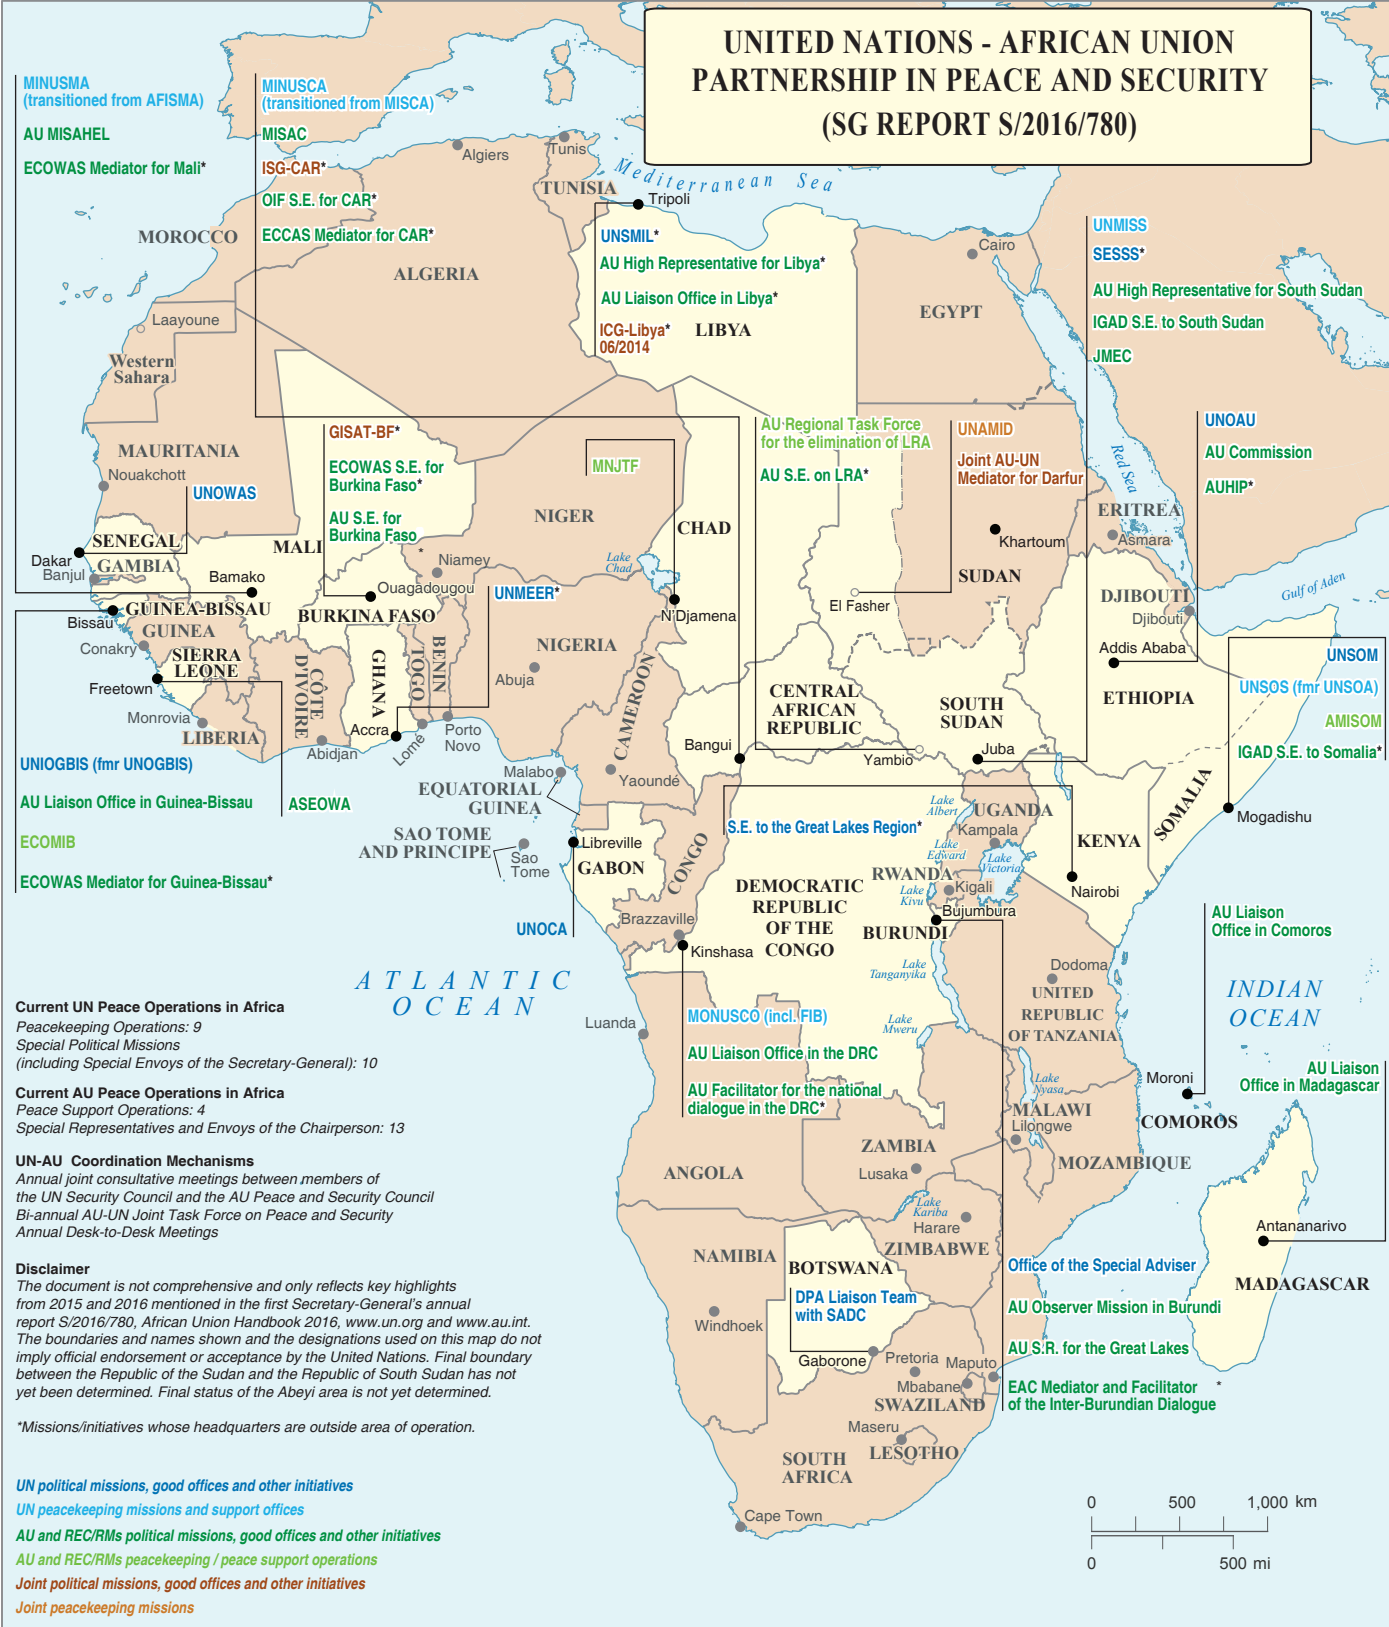 UNITED NATIONS - AFRICAN UNION
PARTNERSHIP IN PEACE AND SECURITY
(SG REPORT S/2016/780)
MINUSMA
(transitioned from AFISMA)
AU MISAHEL
ECOWAS Mediator for Mali*
MINUSCA
(transitioned from MISCA)
MISAC
ISG-CAR*
OIF S.E. for CAR*
ECCAS Mediator for CAR*
Algiers
Tunis
TUNISIA
Mediterranean Sea
Tripoli
MOROCCO
ALGERIA
UNSMIL*
AU High Representative for Libya*
AU Liaison Office in Libya*
ICG-Libya*
06/2014
LIBYA
Cairo
EGYPT
UNMISS
SESSS*
AU High Representative for South Sudan
IGAD S.E. to South Sudan
JMEC
Laayoune
Western
Sahara
MAURITANIA
Nouakchott
UNOWAS
GISAT-BF*
ECOWAS S.E. for
Burkina Faso*
AU S.E. for
Burkina Faso
*
MNJTF
AU Regional Task Force
for the elimination of LRA
AU S.E. on LRA*
UNAMID
Joint AU-UN
Mediator for Darfur
UNOAU
AU Commission
AUHIP*
Red Sea
ERITREA
Asmara
NIGER
CHAD
Khartoum
SUDAN
SENEGAL
Dakar
GAMBIA
Banjul
MALI
Bamako
Niamey
Ouagadougou
BURKINA FASO
Lake
Chad
N'Djamena
El Fasher
DJIBOUTI
Djibouti
Gulf of Aden
GUINEA-BISSAU
Bissau
GUINEA
Conakry
SIERRA
LEONE
Freetown
Monrovia
LIBERIA
CÔTE
D'IVOIRE
Abidjan
GHANA
Accra
TOGO
Lomé
BENIN
Porto
Novo
UNMEER*
NIGERIA
Abuja
CAMEROON
Yaoundé
CENTRAL
AFRICAN
REPUBLIC
Bangui
SOUTH
SUDAN
Juba
Yambio
Addis Ababa
ETHIOPIA
UNSOM
UNSOS (fmr UNSOA)
AMISOM
IGAD S.E. to Somalia*
SOMALIA
Mogadishu
UNIOGBIS (fmr UNOGBIS)
AU Liaison Office in Guinea-Bissau
ECOMIB
ECOWAS Mediator for Guinea-Bissau*
ASEOWA
Malabo
EQUATORIAL
GUINEA
SAO TOME
AND PRINCIPE
Sao
Tome
Libreville
GABON
UNOCA
CONGO
Brazzaville
Kinshasa
S.E. to the Great Lakes Region*
DEMOCRATIC
REPUBLIC
OF THE
CONGO
Lake
Albert
UGANDA
Kampala
Lake
Edward
Lake
Victoria
RWANDA
Kigali
Lake
Kivu
Bujumbura
BURUNDI
KENYA
Nairobi
Lake
Tanganyika
Dodoma
UNITED
REPUBLIC
OF TANZANIA
AU Liaison
Office in Comoros
ATLANTIC
OCEAN
INDIAN
OCEAN
Luanda
MONUSCO (incl. FIB)
AU Liaison Office in the DRC
AU Facilitator for the national
dialogue in the DRC*
Lake
Mweru
Lake
Nyasa
MALAWI
Lilongwe
Moroni
COMOROS
AU Liaison
Office in Madagascar
ANGOLA
ZAMBIA
Lusaka
MOZAMBIQUE
Lake
Kariba
Harare
ZIMBABWE
Antananarivo
MADAGASCAR
NAMIBIA
Windhoek
BOTSWANA
DPA Liaison Team
with SADC
Gaborone
Office of the Special Adviser
AU Observer Mission in Burundi
AU S.R. for the Great Lakes
EAC Mediator and Facilitator *
of the Inter-Burundian Dialogue
Pretoria
Maputo
Mbabane
SWAZILAND
Maseru
LESOTHO
SOUTH
AFRICA
Cape Town
Current UN Peace Operations in Africa
Peacekeeping Operations: 9
Special Political Missions
(including Special Envoys of the Secretary-General): 10
Current AU Peace Operations in Africa
Peace Support Operations: 4
Special Representatives and Envoys of the Chairperson: 13
UN-AU Coordination Mechanisms
Annual joint consultative meetings between members of
the UN Security Council and the AU Peace and Security Council
Bi-annual AU-UN Joint Task Force on Peace and Security
Annual Desk-to-Desk Meetings
Disclaimer
The document is not comprehensive and only reflects key highlights
from 2015 and 2016 mentioned in the first Secretary-General's annual
report S/2016/780, African Union Handbook 2016, www.un.org and www.au.int.
The boundaries and names shown and the designations used on this map do not
imply official endorsement or acceptance by the United Nations. Final boundary
between the Republic of the Sudan and the Republic of South Sudan has not
yet been determined. Final status of the Abeyi area is not yet determined.
*Missions/initiatives whose headquarters are outside area of operation.
UN political missions, good offices and other initiatives
UN peacekeeping missions and support offices
AU and REC/RMs political missions, good offices and other initiatives
AU and REC/RMs peacekeeping / peace support operations
Joint political missions, good offices and other initiatives
Joint peacekeeping missions
0 500 1,000 km
0 500 mi